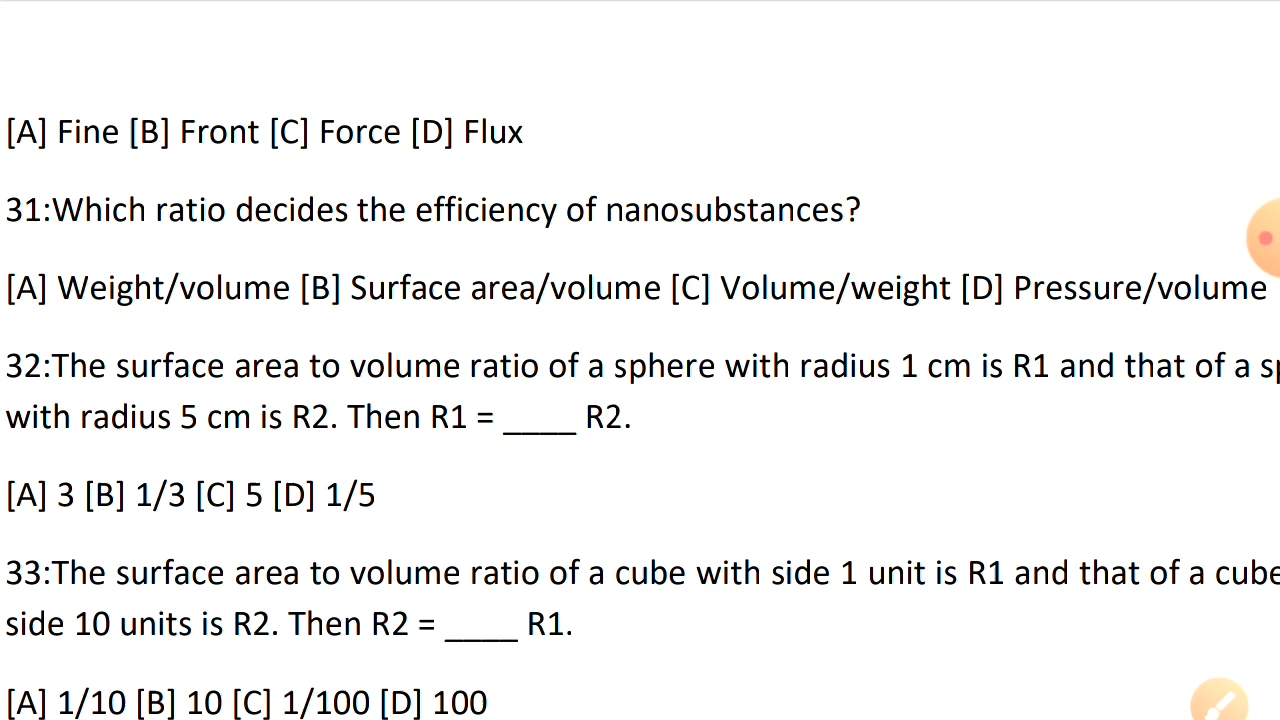 [A] Fine [B] Front [C] Force [D] Flux
31:Which ratio decides the efficiency of nanosubstances?
[A] Weight/volume [B] Surface area/volume [C] Volume/weight [D] Pressure/volume
32:The surface area to volume ratio of a sphere with radius 1 cm is R1 and that of a
with radius 5 cm is R2. Then R1 = ____ R2.
[A] 3 [B] 1/3 [C] 5 [D] 1/5
33:The surface area to volume ratio of a cube with side 1 unit is R1 and that of a cube
side 10 units is R2. Then R2 = ____ R1.
[A] 1/10 [B] 10 [C] 1/100 [D] 100